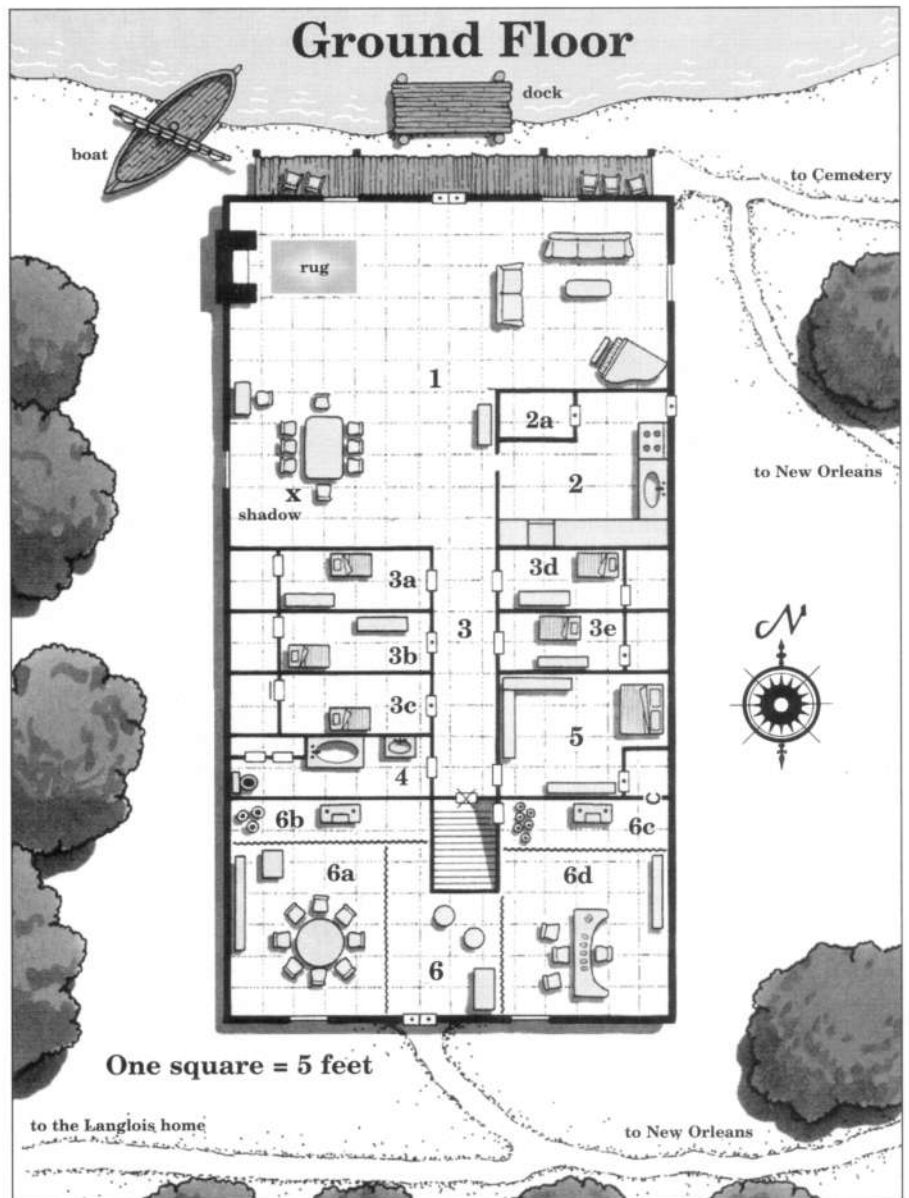 Ground Floor
dock
boat
to Cemetery
rug
1
2a
to New Orleans
2
x
shadow
3d
3a
N
3
3e
3b
3c
5
4
6b
6c
6a
6d
6
One square = 5 feet
to the Langlois home
to New Orleans